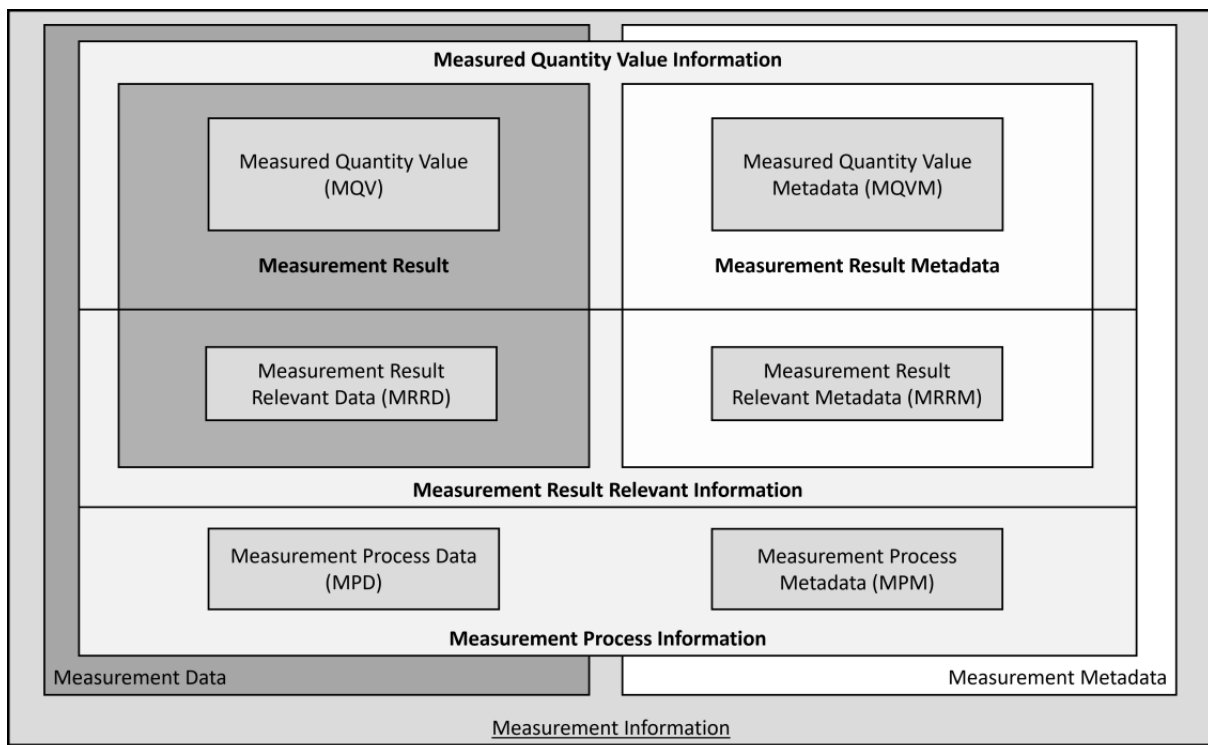 Measured Quantity Value Information
Measured Quantity Value
(MQV)
Measured Quantity Value
Metadata (MQVM)
Measurement Result
Measurement Result Metadata
Measurement Result
Relevant Data (MRRD)
Measurement Result
Relevant Metadata (MRRM)
Measurement Result Relevant Information
Measurement Process Data
(MPD)
Measurement Process
Metadata (MPM)
Measurement Process Information
Measurement Data
Measurement Metadata
Measurement Information